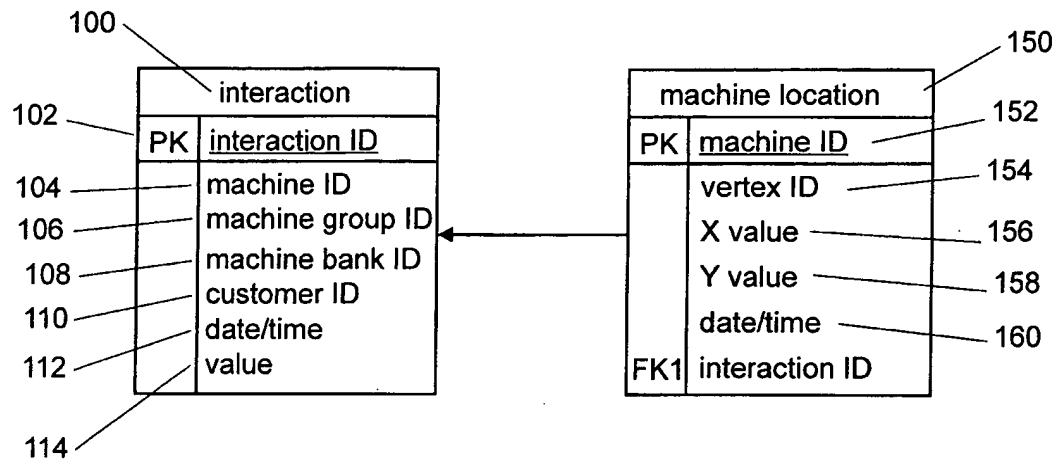 100
interaction
102
PK interaction ID
104
machine ID
106
machine group ID
108
machine bank ID
110
customer ID
112
date/time
114
value
150
machine location
152
PK machine ID
154
vertex ID
156
X value
158
Y value
160
date/time
FK1 interaction ID